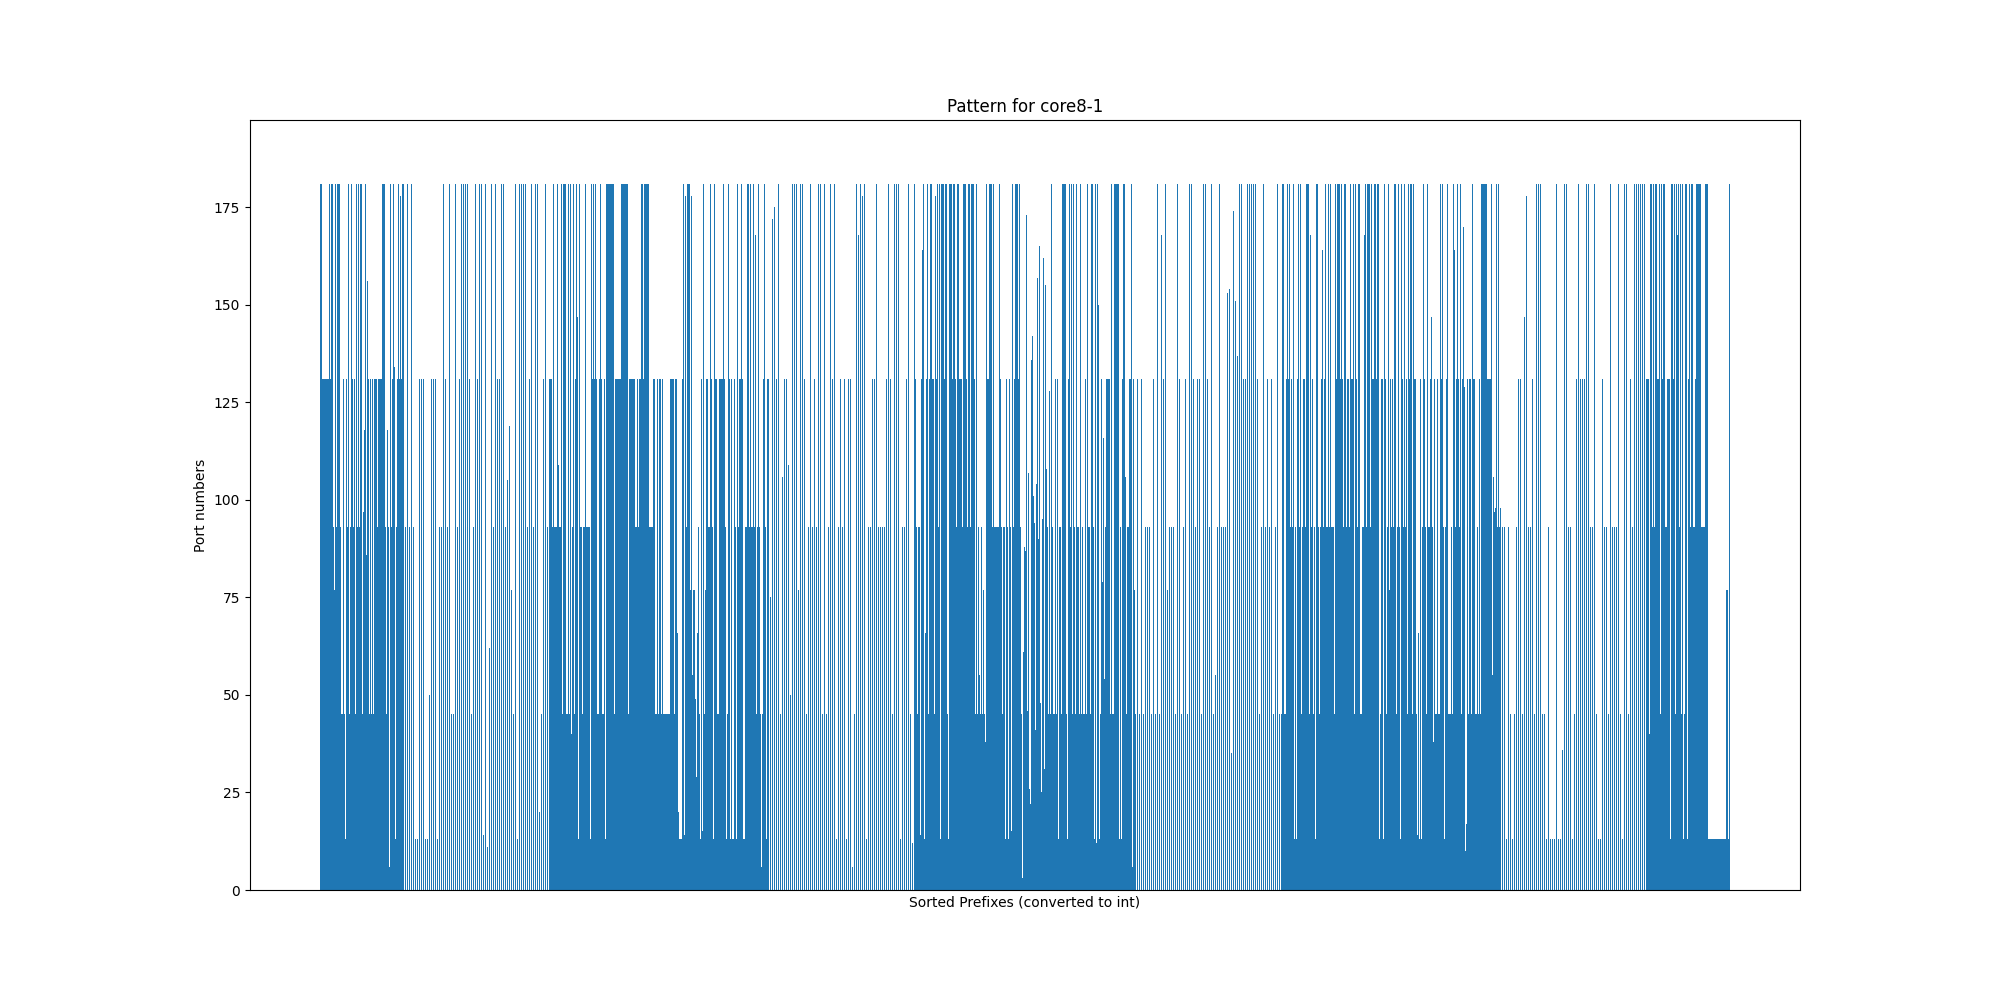 Pattern for core8-1
175
150
125
100
75
50
25
0
Port numbers
Sorted Prefixes (converted to int)